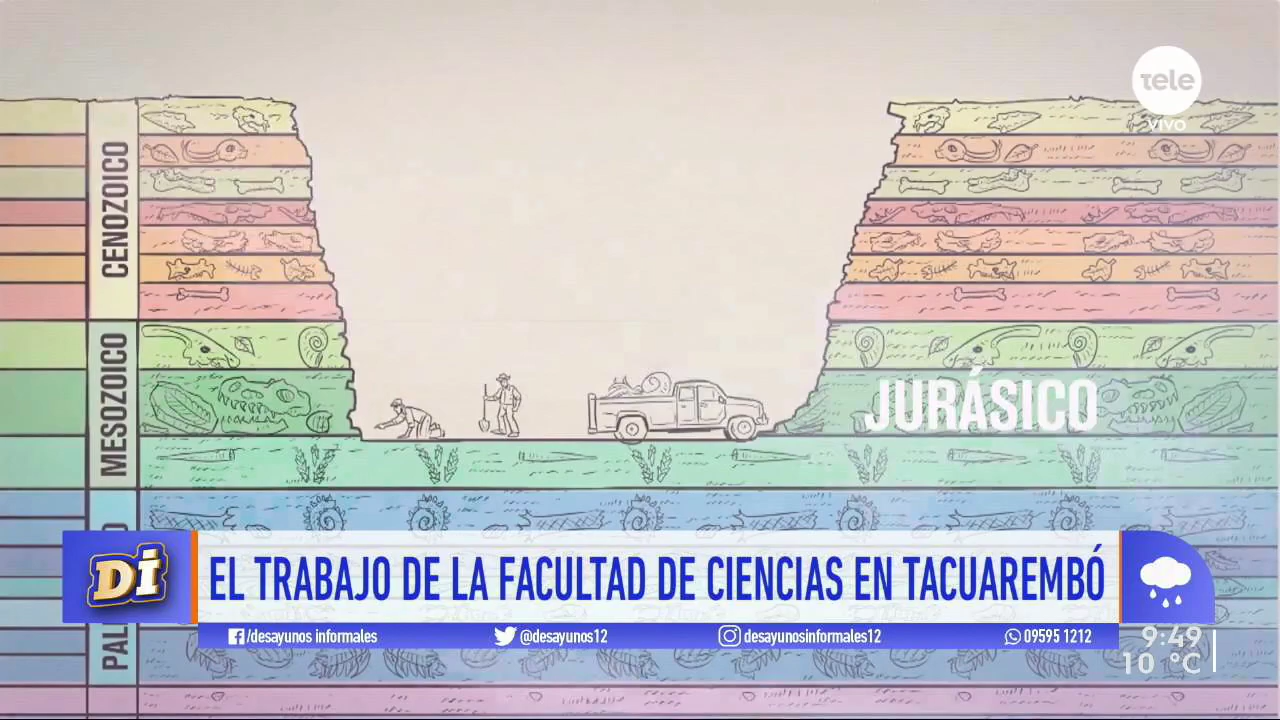 tele
VIVO
CENOZOICO
MESOZOICO
JURÁSICO
PAL
O
Di
EL TRABAJO DE LA FACULTAD DE CIENCIAS EN TACUAREMBÓ
/desayunos informales
@desayunos12
desayunosinformales12
09595 1212
9:49
10 °C